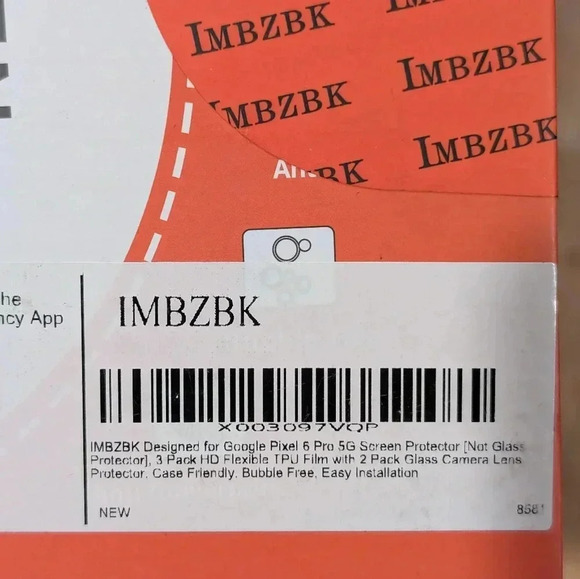 IMBZBK
IMBZBK
IMBZBK
IMBZBK
he
ncy App
IMBZBK
X003097VQP
IMBZBK Designed for Google Pixel 6 Pro 5G Screen Protector [Not Glass
Protector], 3 Pack HD Flexible TPU Film with 2 Pack Glass Camera Lens
Protector, Case Friendly, Bubble Free, Easy Installation
NEW